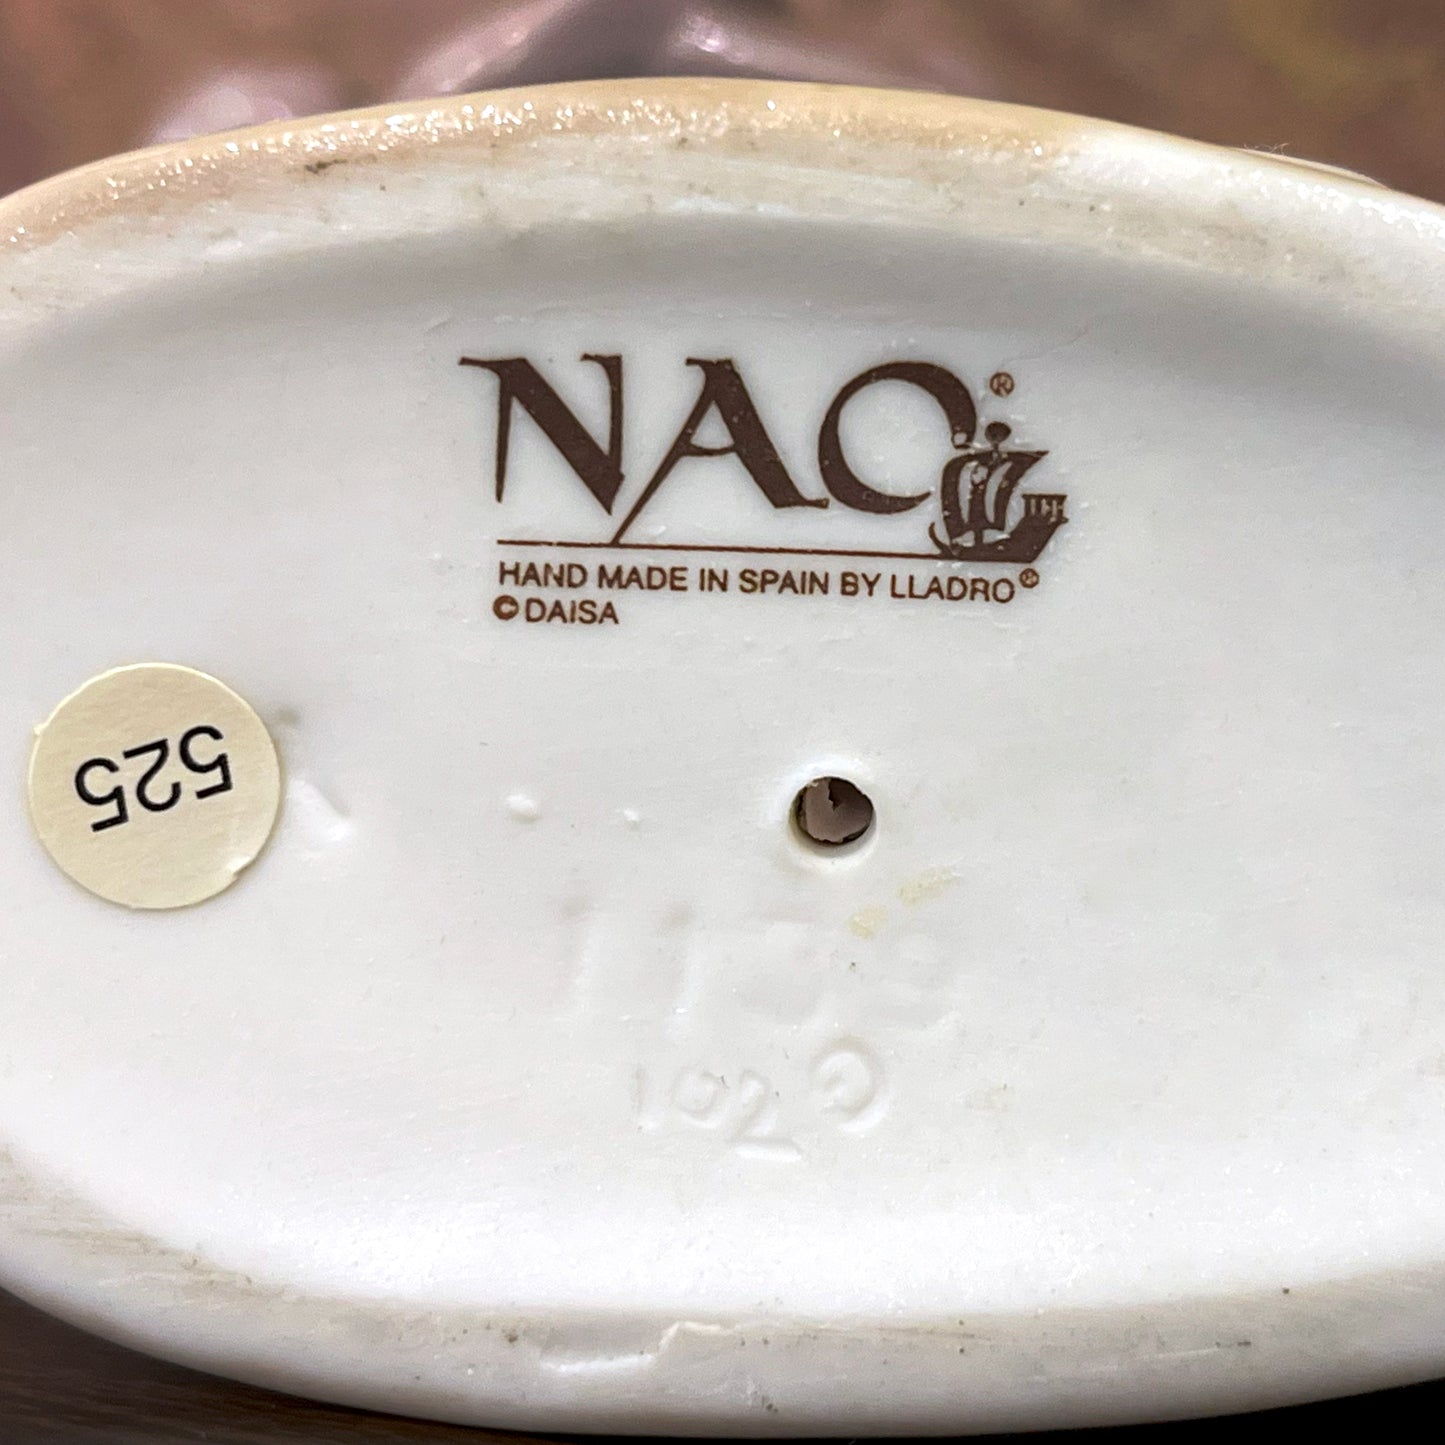 NAO®
HAND MADE IN SPAIN BY LLADRO®
© DAISA
525